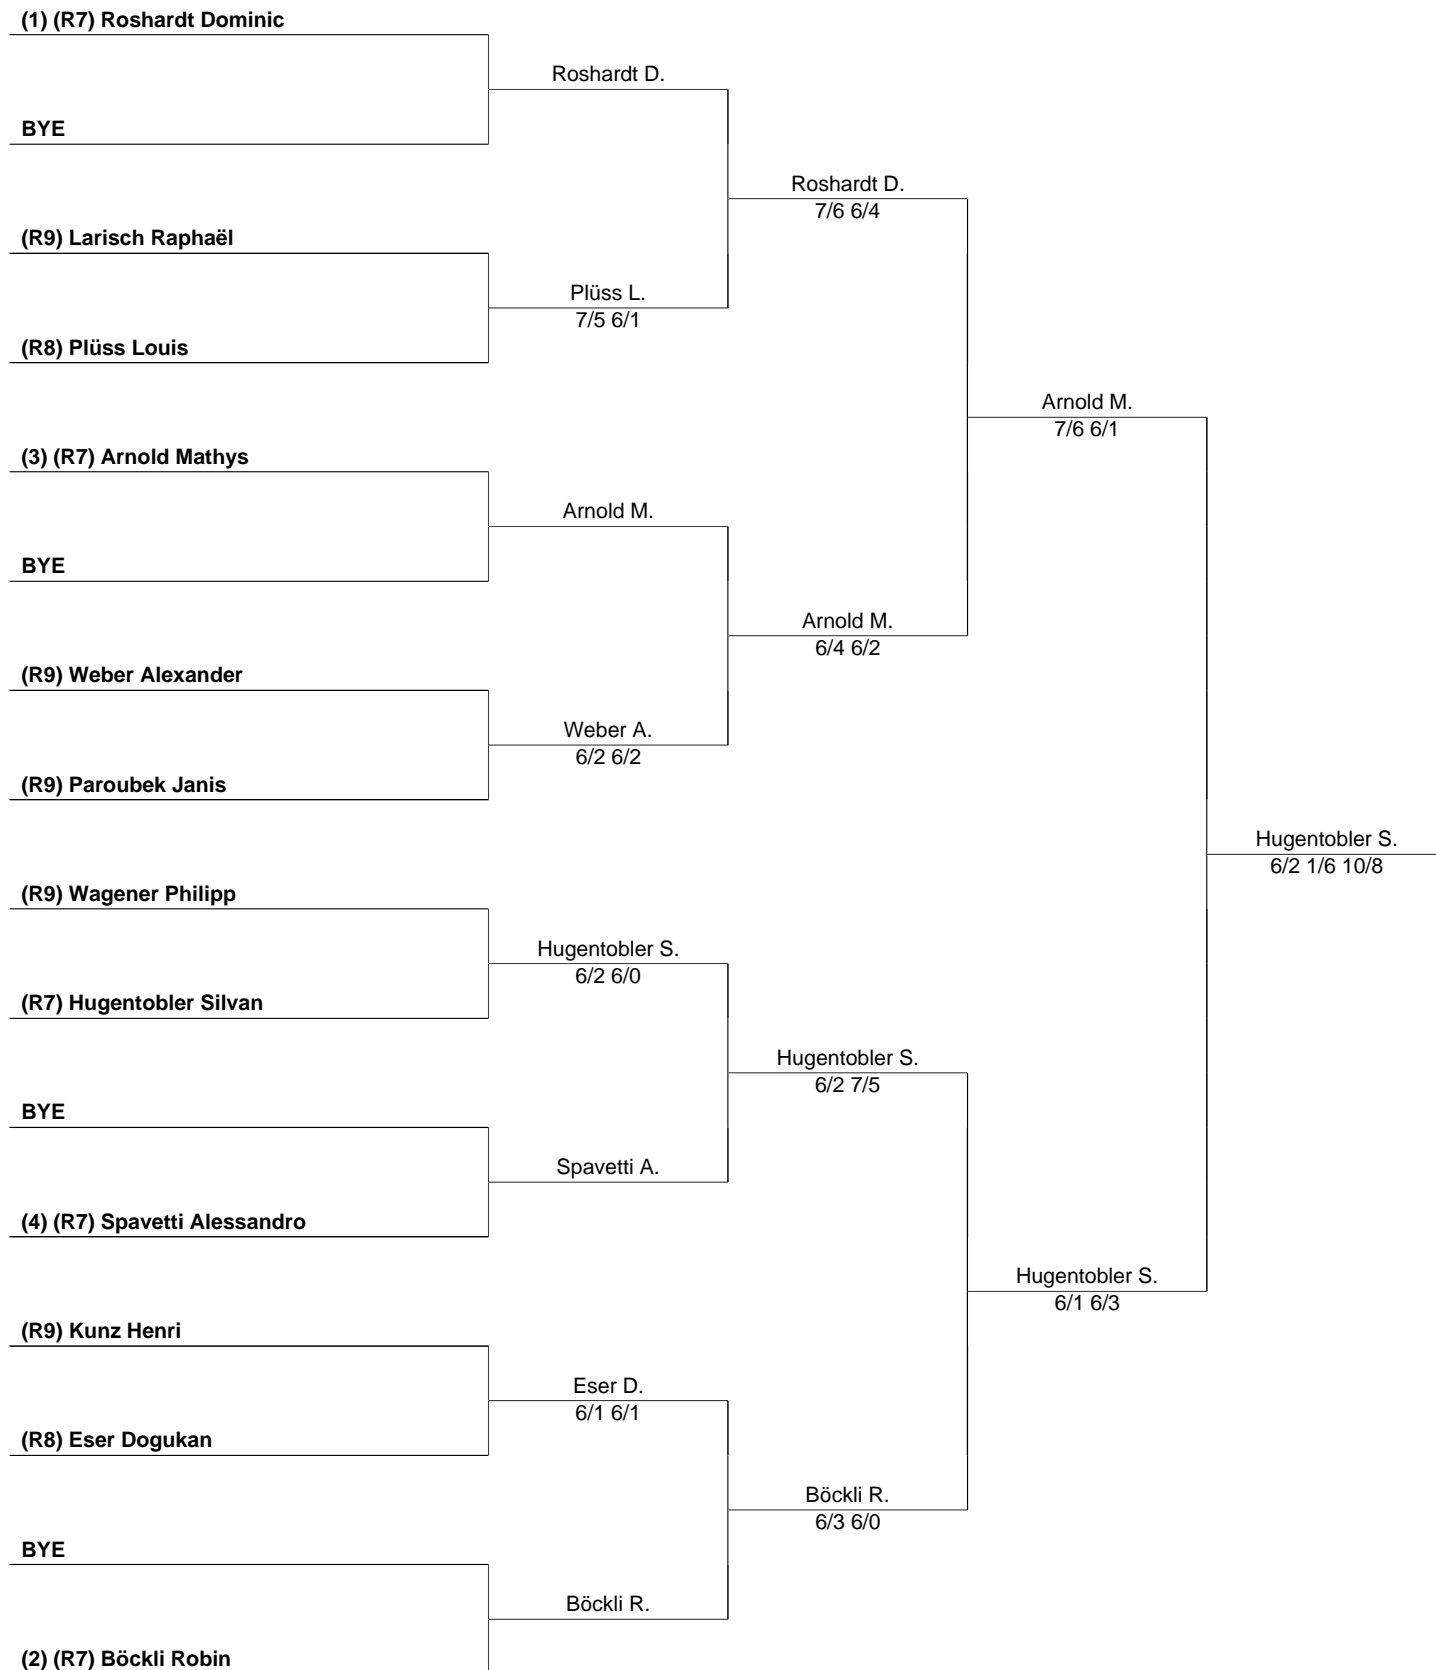 (1) (R7) Roshardt Dominic
Roshardt D.
BYE
Roshardt D.
7/6 6/4
(R9) Larisch Raphaël
Plüss L.
7/5 6/1
(R8) Plüss Louis
Arnold M.
7/6 6/1
(3) (R7) Arnold Mathys
Arnold M.
BYE
Arnold M.
6/4 6/2
(R9) Weber Alexander
Weber A.
6/2 6/2
(R9) Paroubek Janis
Hugentobler S.
6/2 1/6 10/8
(R9) Wagener Philipp
Hugentobler S.
6/2 6/0
(R7) Hugentobler Silvan
Hugentobler S.
6/2 7/5
BYE
Spavetti A.
(4) (R7) Spavetti Alessandro
Hugentobler S.
6/1 6/3
(R9) Kunz Henri
Eser D.
6/1 6/1
(R8) Eser Dogukan
Böckli R.
6/3 6/0
BYE
Böckli R.
(2) (R7) Böckli Robin